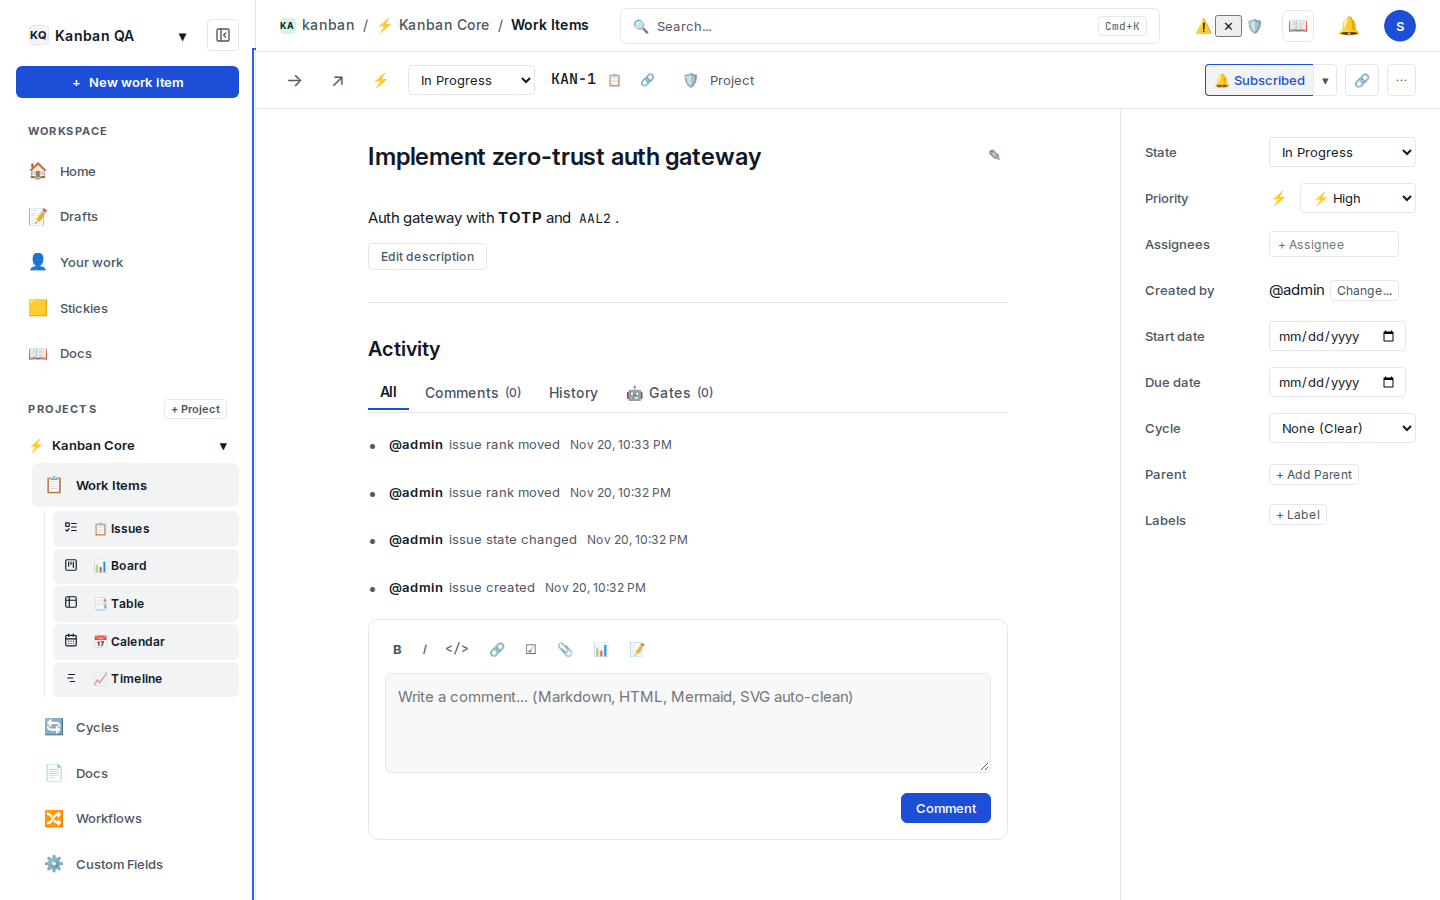 KQ Kanban QA ▾
+ New work item
WORKSPACE
🏠 Home
📝 Drafts
👤 Your work
🟨 Stickies
📖 Docs
PROJECTS + Project
⚡ Kanban Core ▾
📋 Work Items
📋 Issues
📊 Board
📑 Table
📅 Calendar
📈 Timeline
🔄 Cycles
📄 Docs
🔀 Workflows
⚙️ Custom Fields
KA kanban / ⚡ Kanban Core / Work Items
🔍 Search... Cmd+K
⚠️ ✕ 🛡️ 📖 🔔 S
→ ↗ ⚡ In Progress KAN-1 📋 🔗 🛡️ Project
🔔 Subscribed ▾ 🔗 ...
Implement zero-trust auth gateway ✎
Auth gateway with TOTP and AAL2 .
Edit description
Activity
All Comments (0) History 🤖 Gates (0)
● @admin issue rank moved Nov 20, 10:33 PM
● @admin issue rank moved Nov 20, 10:32 PM
● @admin issue state changed Nov 20, 10:32 PM
● @admin issue created Nov 20, 10:32 PM
B I </> 🔗 ☑ 📎 📊 📝
Write a comment... (Markdown, HTML, Mermaid, SVG auto-clean)
Comment
State In Progress
Priority ⚡ ⚡ High
Assignees + Assignee
Created by @admin Change...
Start date mm/dd/yyyy
Due date mm/dd/yyyy
Cycle None (Clear)
Parent + Add Parent
Labels + Label